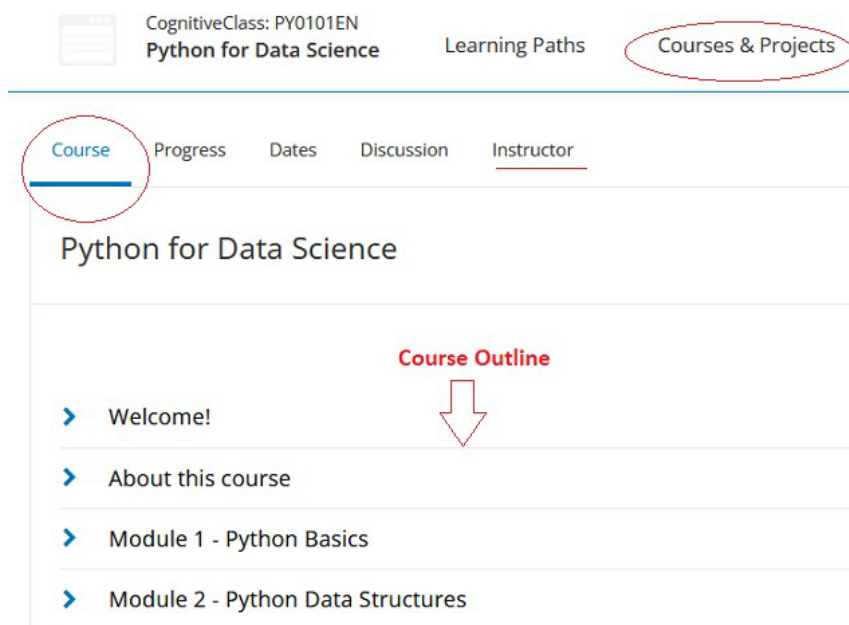 CognitiveClass: PY0101EN
Python for Data Science
Learning Paths
Courses & Projects
Course
Progress
Dates
Discussion
Instructor
Python for Data Science
Course Outline
Welcome!
About this course
Module 1 - Python Basics
Module 2 - Python Data Structures